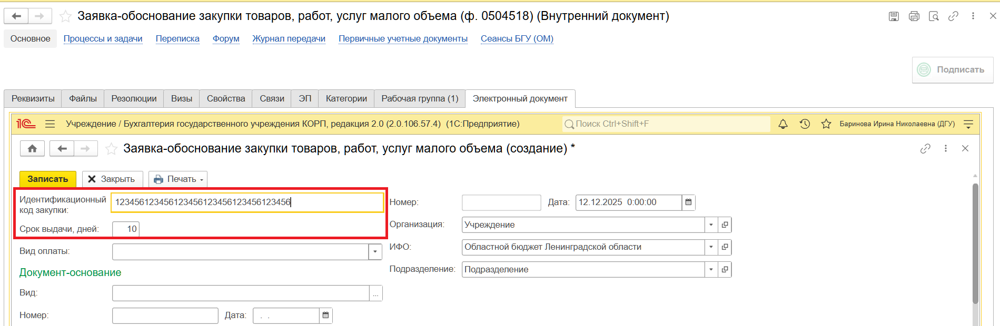 Заявка-обоснование закупки товаров, работ, услуг малого объема (ф. 0504518) (Внутренний документ)
Основное Процессы и задачи Переписка Форум Журнал передачи Первичные учетные документы Сеансы БГУ (ОМ)
Подписать
Реквизиты Файлы Резолюции Визы Свойства Связи ЭП Категории Рабочая группа (1) Электронный документ
1С Учреждение / Бухгалтерия государственного учреждения КОРП, редакция 2.0 (2.0.106.57.4) (1С:Предприятие) Поиск Ctrl+Shift+F Баринова Ирина Николаевна (ДГУ)
Заявка-обоснование закупки товаров, работ, услуг малого объема (создание) *
Записать Закрыть Печать
Идентификационный код закупки: 123456123456123456123456123456123456
Номер: Дата: 12.12.2025 0:00:00
Срок выдачи, дней: 10
Организация: Учреждение
Вид оплаты:
ИФО: Областной бюджет Ленинградской области
Документ-основание
Подразделение: Подразделение
Вид: ...
Номер: Дата: . .